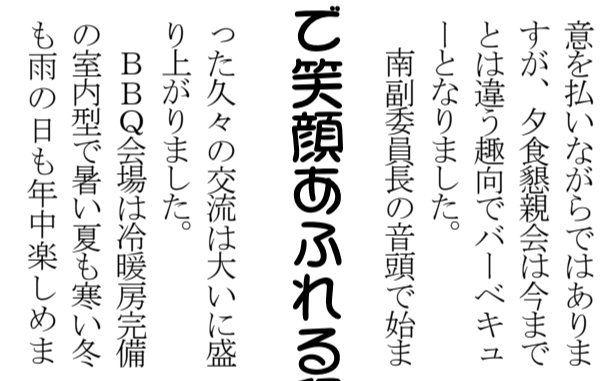 意を払いながらではありま
すが、夕食懇親会は今まで
とは違う趣向でバーベキュ
ーとなりました。
南副委員長の音頭で始ま
で笑顔あふれる
った久々の交流は大いに盛
り上がりました。
BBQ会場は冷暖房完備
の室内型で暑い夏も寒い冬
も雨の日も年中楽しめま